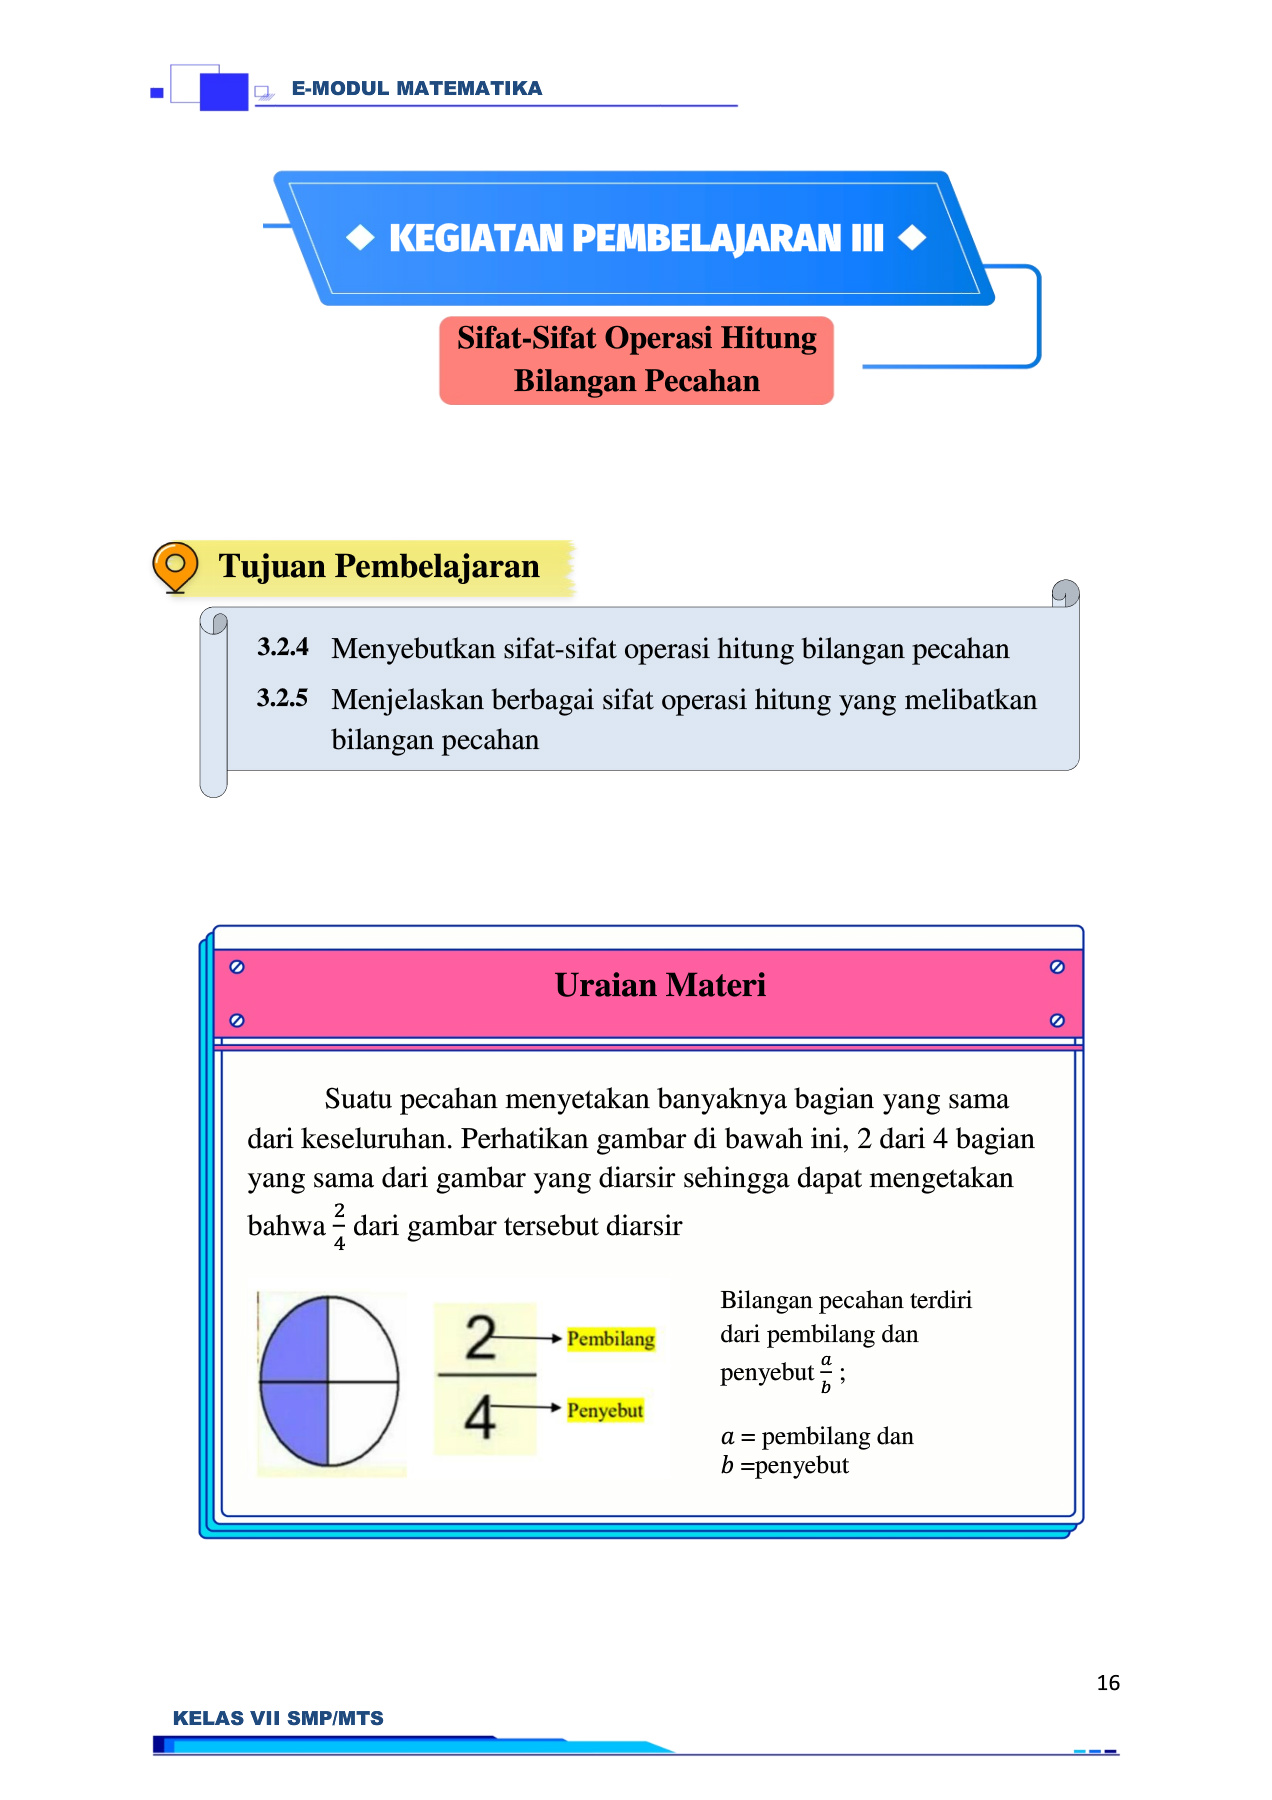 E-MODUL MATEMATIKA
KEGIATAN PEMBELAJARAN III
Sifat-Sifat Operasi Hitung
Bilangan Pecahan
Tujuan Pembelajaran
3.2.4 Menyebutkan sifat-sifat operasi hitung bilangan pecahan
3.2.5 Menjelaskan berbagai sifat operasi hitung yang melibatkan
bilangan pecahan
Uraian Materi
Suatu pecahan menyetakan banyaknya bagian yang sama
dari keseluruhan. Perhatikan gambar di bawah ini, 2 dari 4 bagian
yang sama dari gambar yang diarsir sehingga dapat mengetakan
bahwa 2/4 dari gambar tersebut diarsir
2 Pembilang
4 Penyebut
Bilangan pecahan terdiri
dari pembilang dan
penyebut a/b ;
a = pembilang dan
b =penyebut
16
KELAS VII SMP/MTS